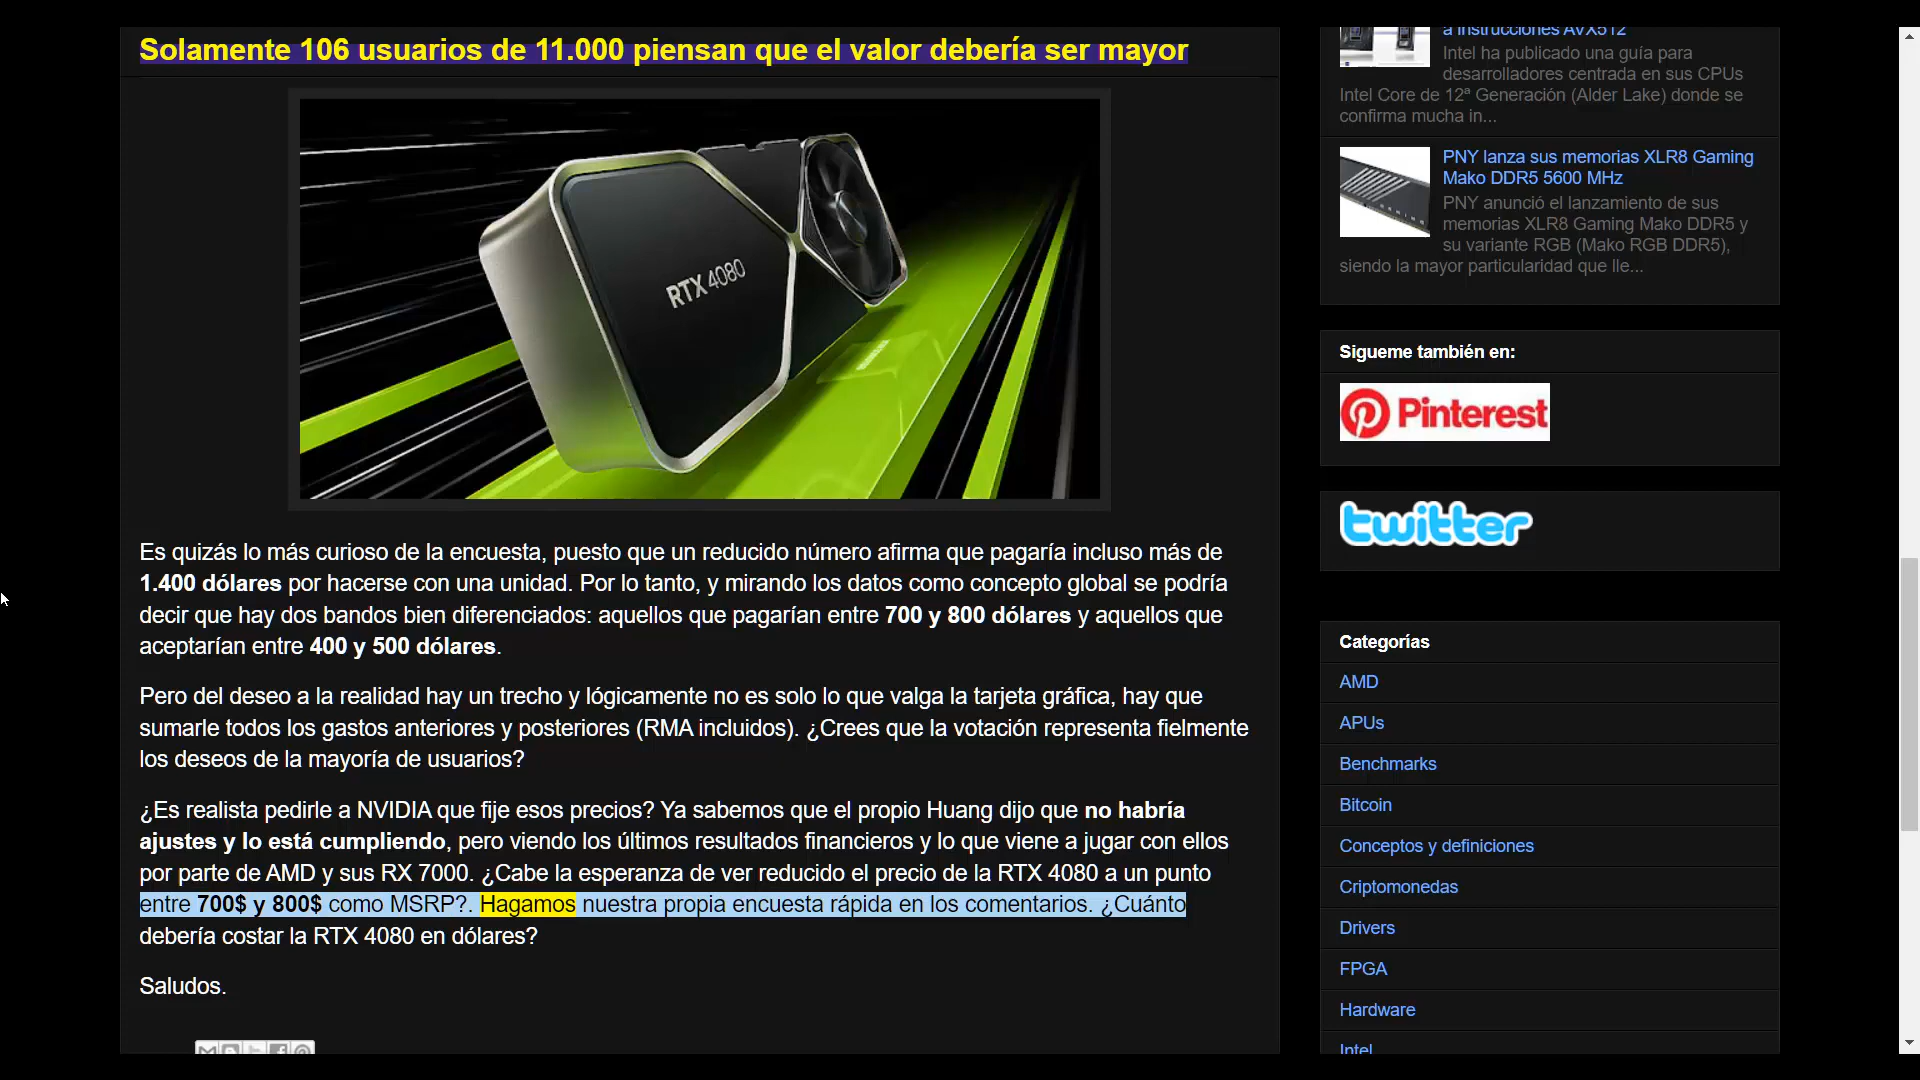 Solamente 106 usuarios de 11.000 piensan que el valor debería ser mayor
RTX 4080
Es quizás lo más curioso de la encuesta, puesto que un reducido número afirma que pagaría incluso más de
1.400 dólares por hacerse con una unidad. Por lo tanto, y mirando los datos como concepto global se podría
decir que hay dos bandos bien diferenciados: aquellos que pagarían entre 700 y 800 dólares y aquellos que
aceptarían entre 400 y 500 dólares.
Pero del deseo a la realidad hay un trecho y lógicamente no es solo lo que valga la tarjeta gráfica, hay que
sumarle todos los gastos anteriores y posteriores (RMA incluidos). ¿Crees que la votación representa fielmente
los deseos de la mayoría de usuarios?
¿Es realista pedirle a NVIDIA que fije esos precios? Ya sabemos que el propio Huang dijo que no habría
ajustes y lo está cumpliendo, pero viendo los últimos resultados financieros y lo que viene a jugar con ellos
por parte de AMD y sus RX 7000. ¿Cabe la esperanza de ver reducido el precio de la RTX 4080 a un punto
entre 700$ y 800$ como MSRP?. Hagamos nuestra propia encuesta rápida en los comentarios. ¿Cuánto
debería costar la RTX 4080 en dólares?
Saludos.
a Instrucciones AVX512
Intel ha publicado una guía para
desarrolladores centrada en sus CPUs
Intel Core de 12ª Generación (Alder Lake) donde se
confirma mucha in...
PNY lanza sus memorias XLR8 Gaming
Mako DDR5 5600 MHz
PNY anunció el lanzamiento de sus
memorias XLR8 Gaming Mako DDR5 y
su variante RGB (Mako RGB DDR5),
siendo la mayor particularidad que lle...
Sigueme también en:
Pinterest
twitter
Categorías
AMD
APUs
Benchmarks
Bitcoin
Conceptos y definiciones
Criptomonedas
Drivers
FPGA
Hardware
Intel